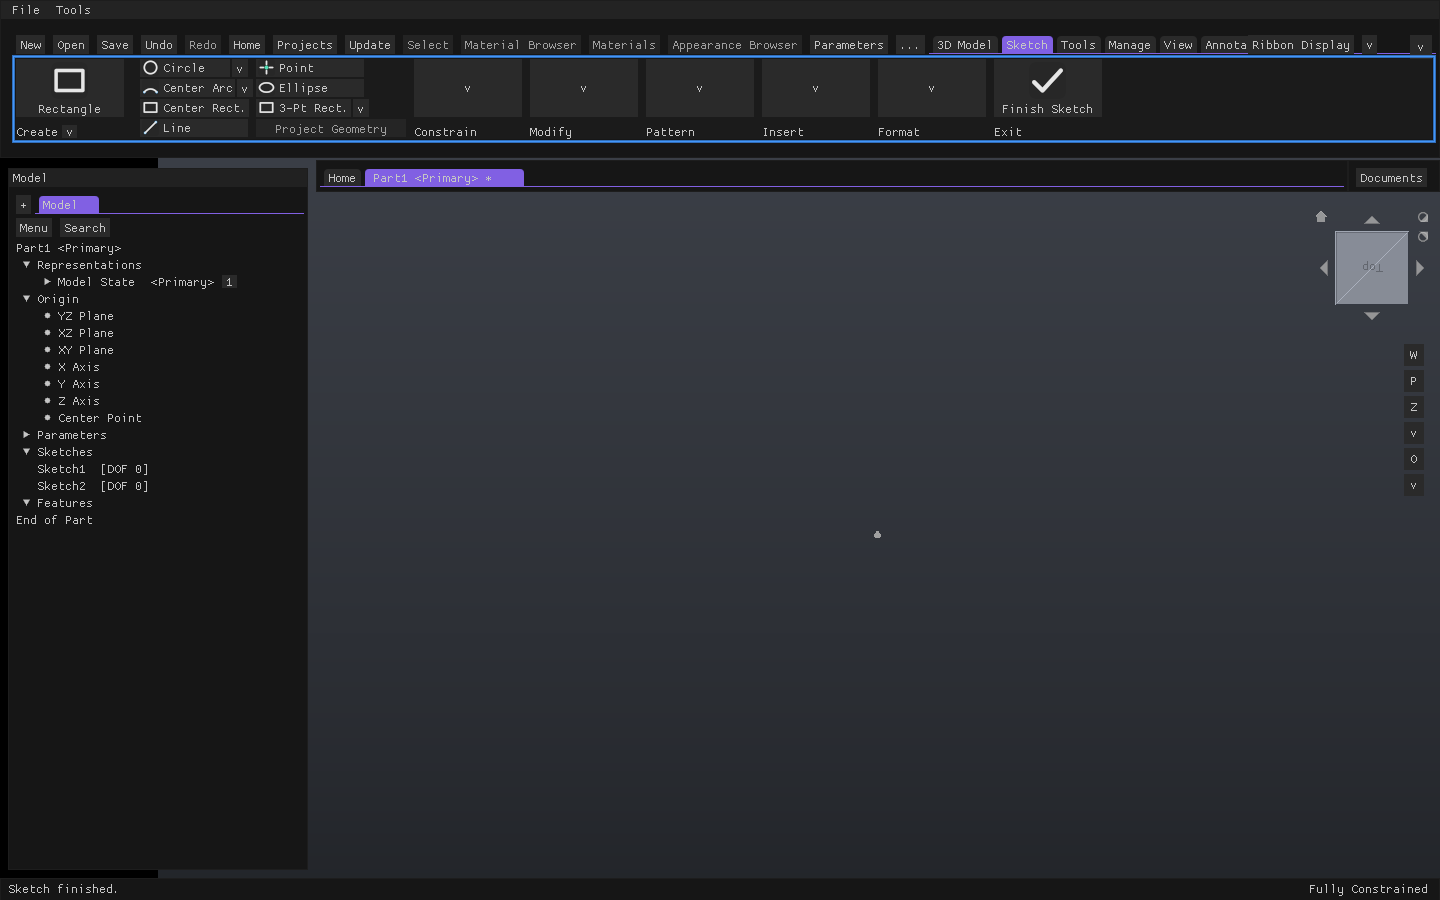 File Tools
New Open Save Undo Redo Home Projects Update Select Material Browser Materials Appearance Browser Parameters ... 3D Model Sketch Tools Manage View Annota Ribbon Display v v
Rectangle
Create v
Circle v Point
Center Arc v Ellipse
Center Rect. 3-Pt Rect. v
Line Project Geometry
v
Constrain
v
Modify
v
Pattern
v
Insert
v
Format
Finish Sketch
Exit
Model
+ Model
Menu Search
Part1 <Primary>
Representations
Model State <Primary> 1
Origin
YZ Plane
XZ Plane
XY Plane
X Axis
Y Axis
Z Axis
Center Point
Parameters
Sketches
Sketch1 [DOF 0]
Sketch2 [DOF 0]
Features
End of Part
Home Part1 <Primary> * Documents
Top
W
P
Z
v
O
v
Sketch finished. Fully Constrained